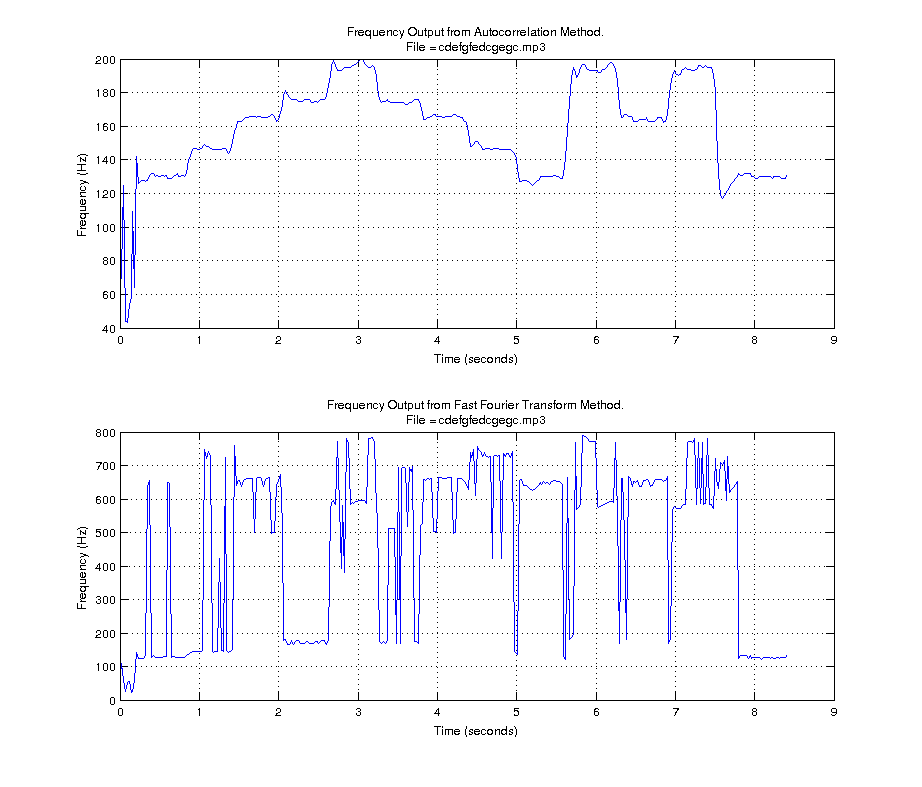 Frequency Output from Autocorrelation Method.
File = cdefgfedcgegc.mp3
200
180
160
140
120
100
80
60
40
Frequency (Hz)
0 1 2 3 4 5 6 7 8 9
Time (seconds)
Frequency Output from Fast Fourier Transform Method.
File = cdefgfedcgegc.mp3
800
700
600
500
400
300
200
100
0
Frequency (Hz)
0 1 2 3 4 5 6 7 8 9
Time (seconds)